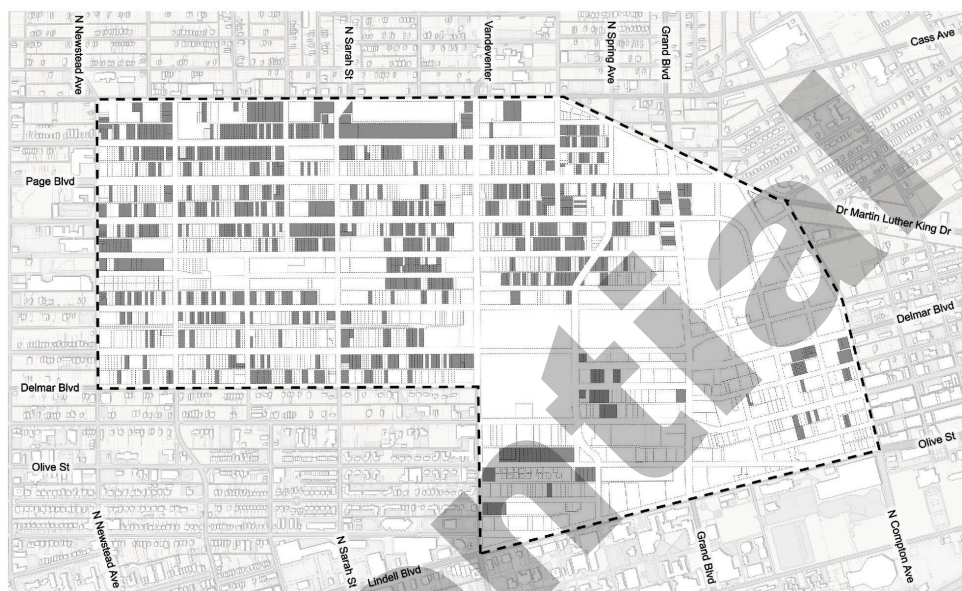 N Newstead Ave
N Sarah St
Vandeventer
N Spring Ave
Grand Blvd
Cass Ave
Page Blvd
Dr Martin Luther King Dr
Delmar Blvd
Delmar Blvd
Olive St
Olive St
N Newstead Ave
N Sarah St
Lindell Blvd
Grand Blvd
N Compton Ave
ntial